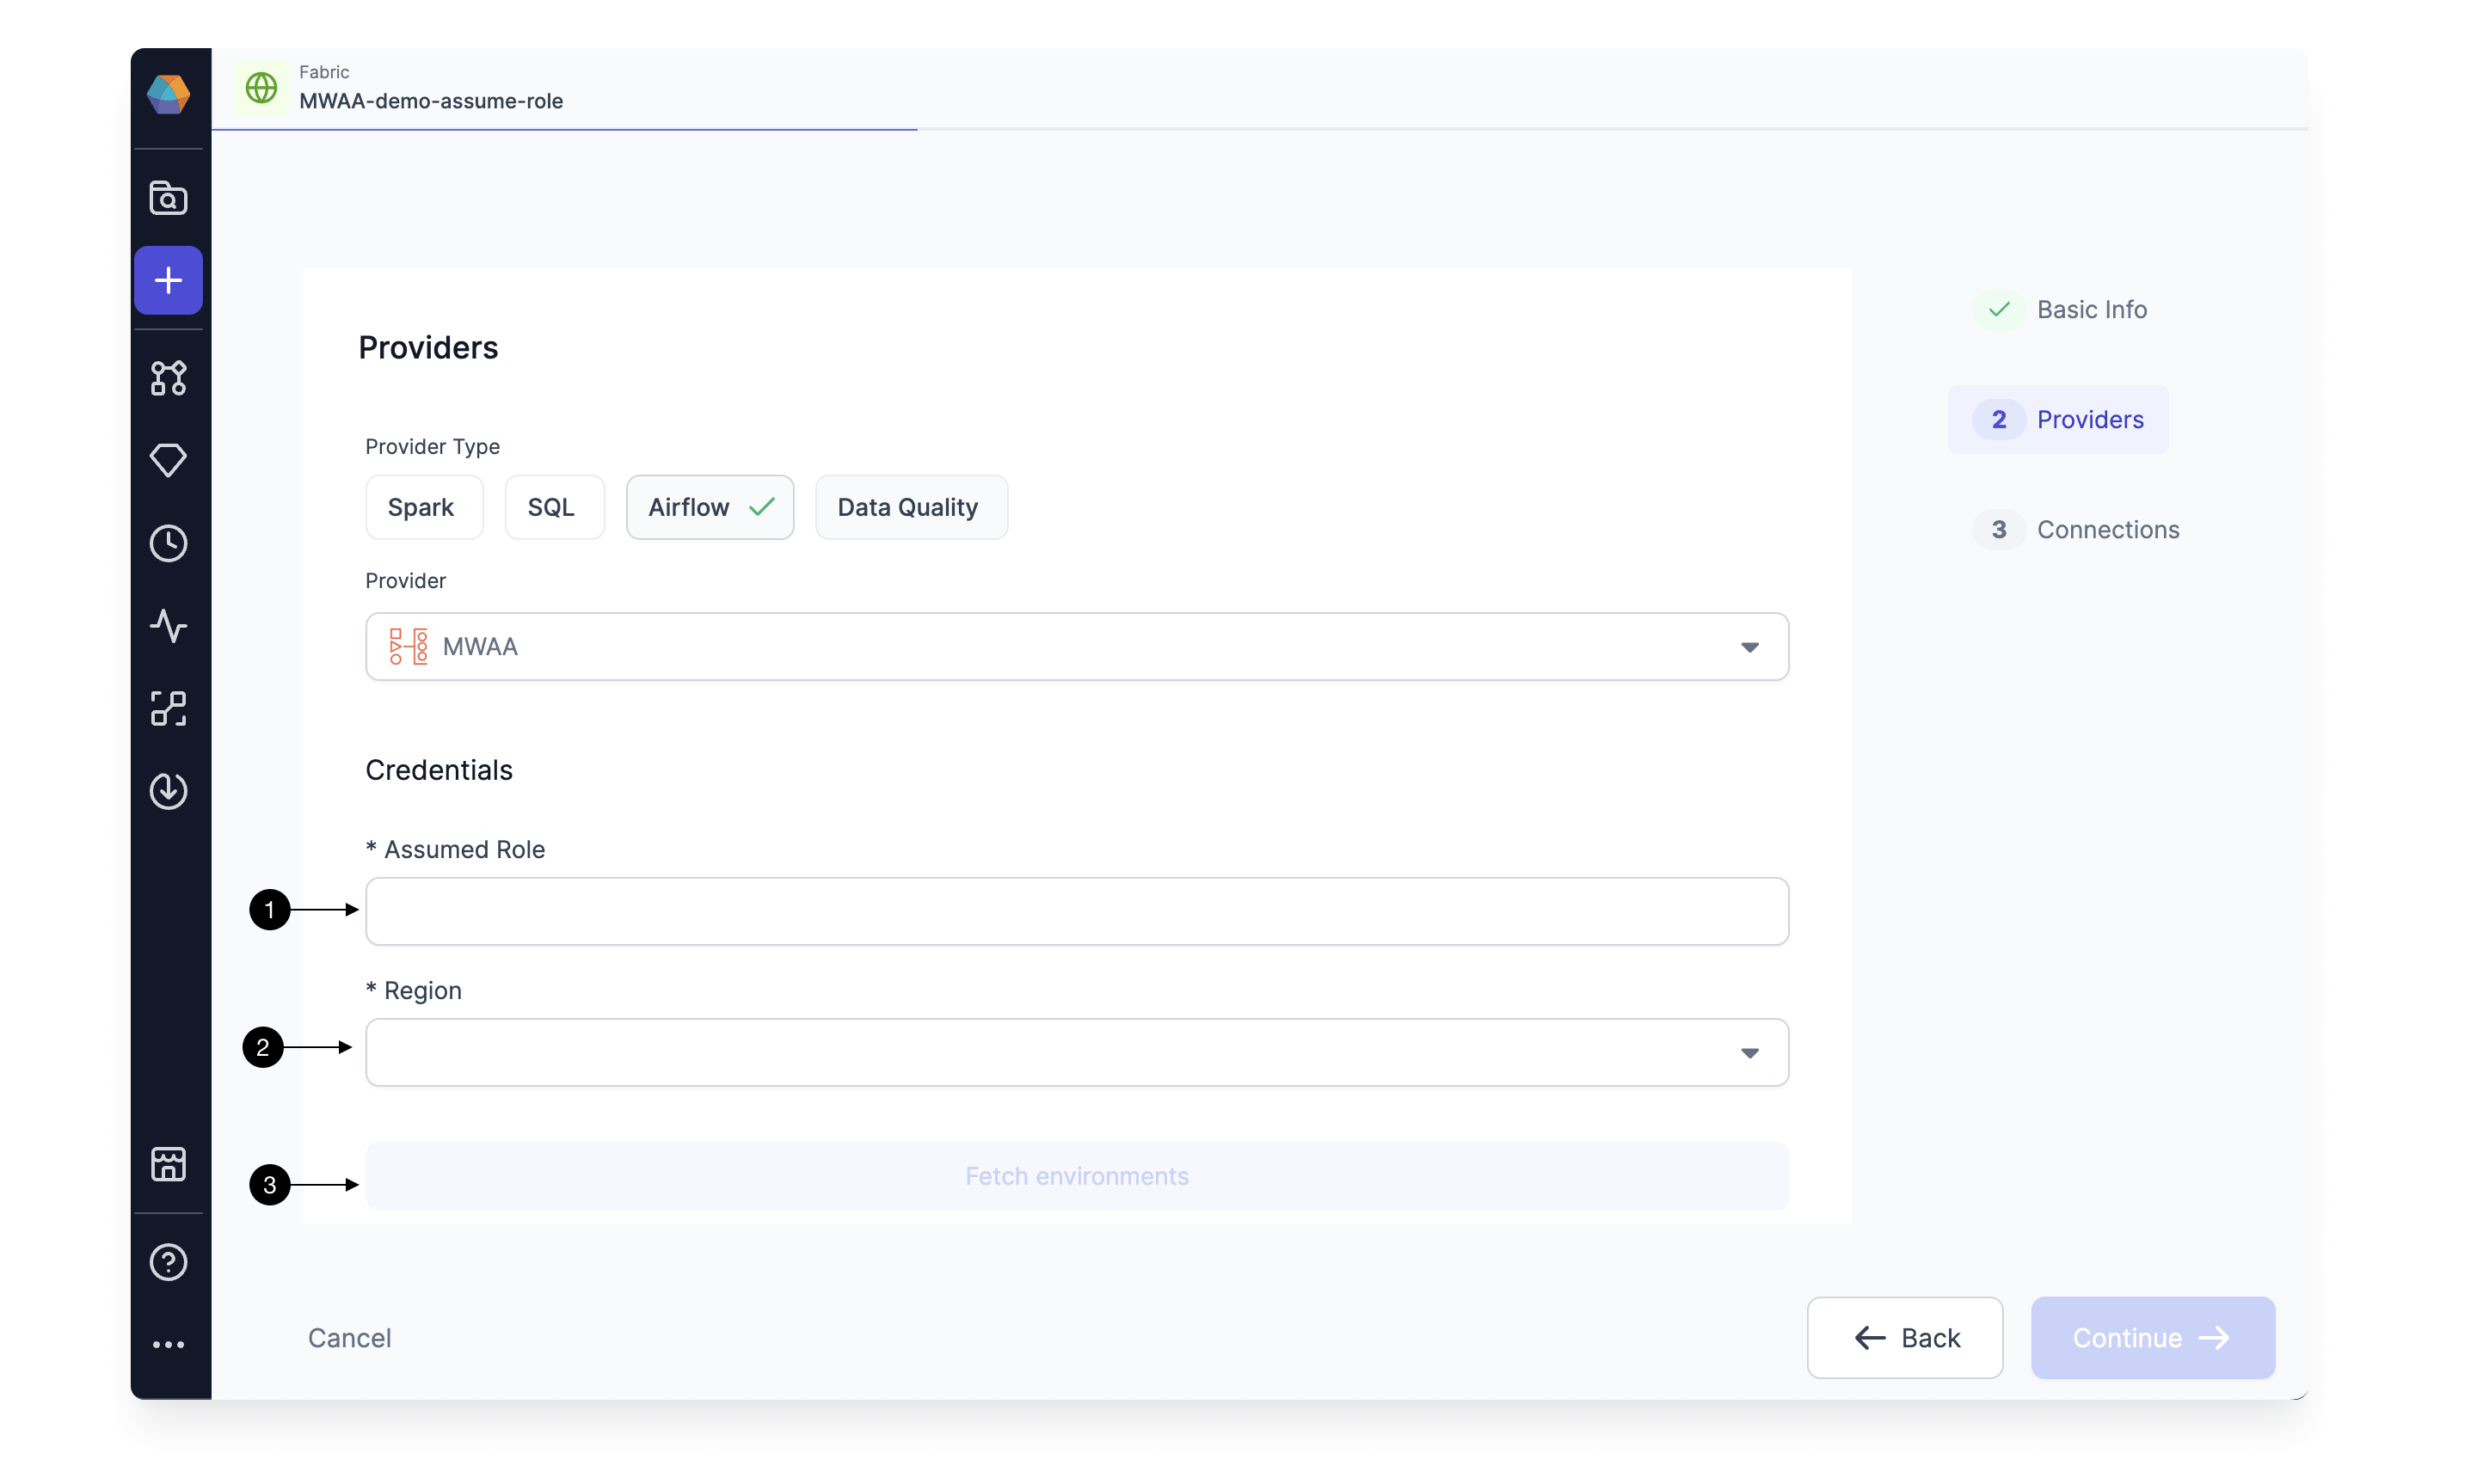 Fabric
MWAA-demo-assume-role
Providers
Provider Type
Spark
SQL
Airflow
Data Quality
Provider
MWAA
Credentials
* Assumed Role
1
* Region
2
3
Fetch environments
Basic Info
2 Providers
3 Connections
Cancel
Back
Continue